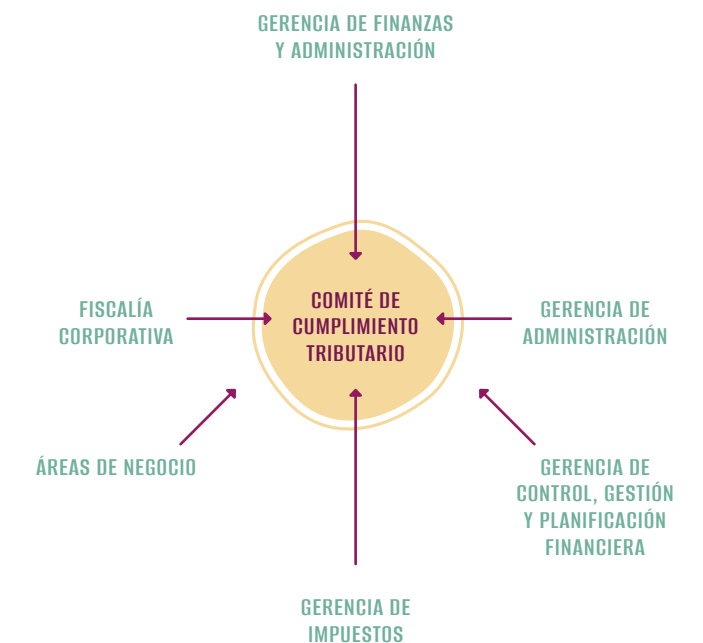 GERENCIA DE FINANZAS
Y ADMINISTRACIÓN
FISCALÍA
CORPORATIVA
COMITÉ DE
CUMPLIMIENTO
TRIBUTARIO
GERENCIA DE
ADMINISTRACIÓN
ÁREAS DE NEGOCIO
GERENCIA DE
CONTROL, GESTIÓN
Y PLANIFICACIÓN
FINANCIERA
GERENCIA DE
IMPUESTOS